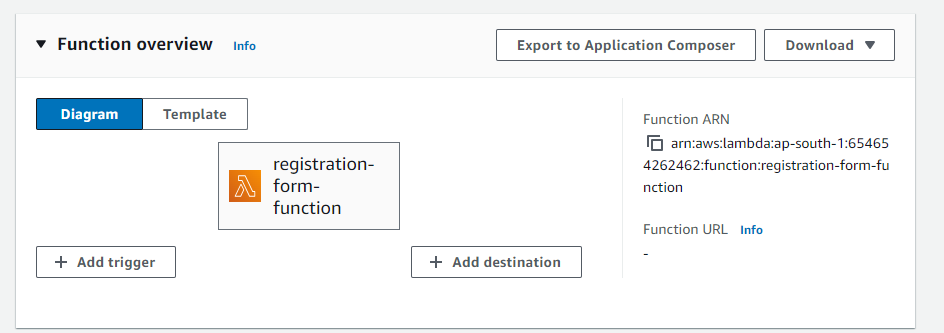 Function overview
Info
Export to Application Composer
Download
Diagram
Template
registration-
form-
function
Add trigger
Add destination
Function ARN
arn:aws:lambda:ap-south-1:65465
4262462:function:registration-form-fu
nction
Function URL Info
-